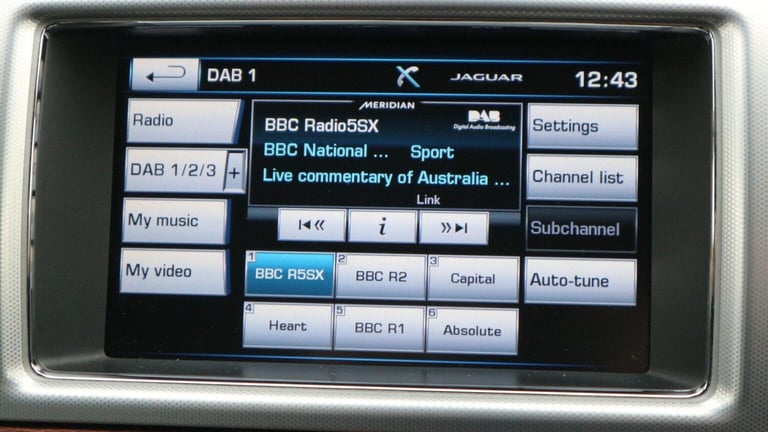 DAB 1
JAGUAR
12:43
Radio
DAB 1/2/3 +
My music
My video
MERIDIAN
BBC Radio5SX
DAB
Digital Audio Broadcasting
BBC National ... Sport
Live commentary of Australia ...
Link
i
Settings
Channel list
Subchannel
Auto-tune
1 BBC R5SX
2 BBC R2
3 Capital
4 Heart
5 BBC R1
6 Absolute